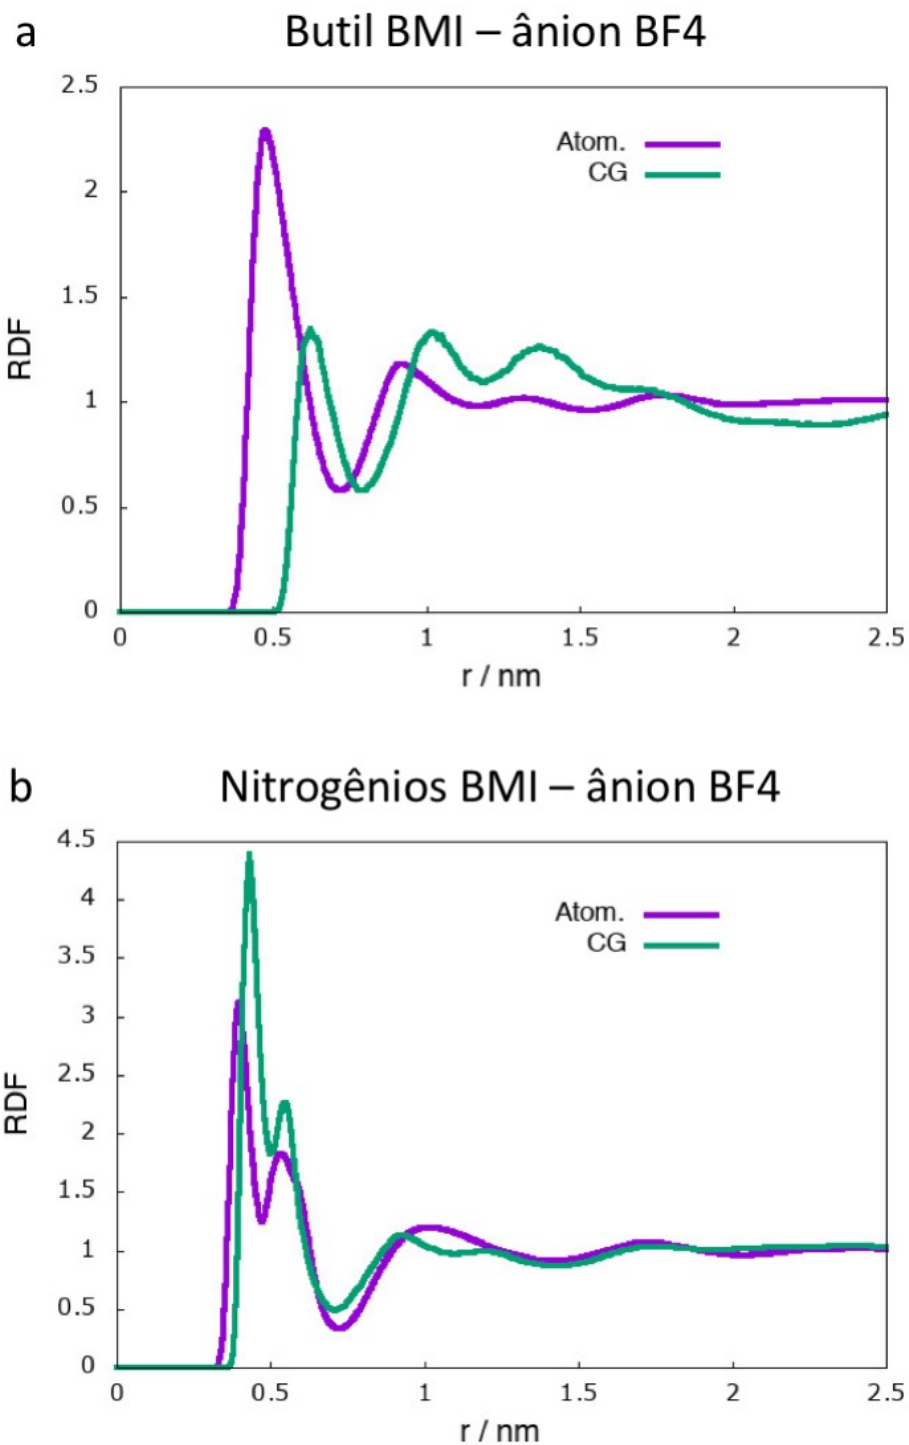 a
Butil BMI – ânion BF4
2.5
2
1.5
1
0.5
0
RDF
Atom.
CG
0 0.5 1 1.5 2 2.5
r / nm
b
Nitrogênios BMI – ânion BF4
4.5
4
3.5
3
2.5
2
1.5
1
0.5
0
RDF
Atom.
CG
0 0.5 1 1.5 2 2.5
r / nm